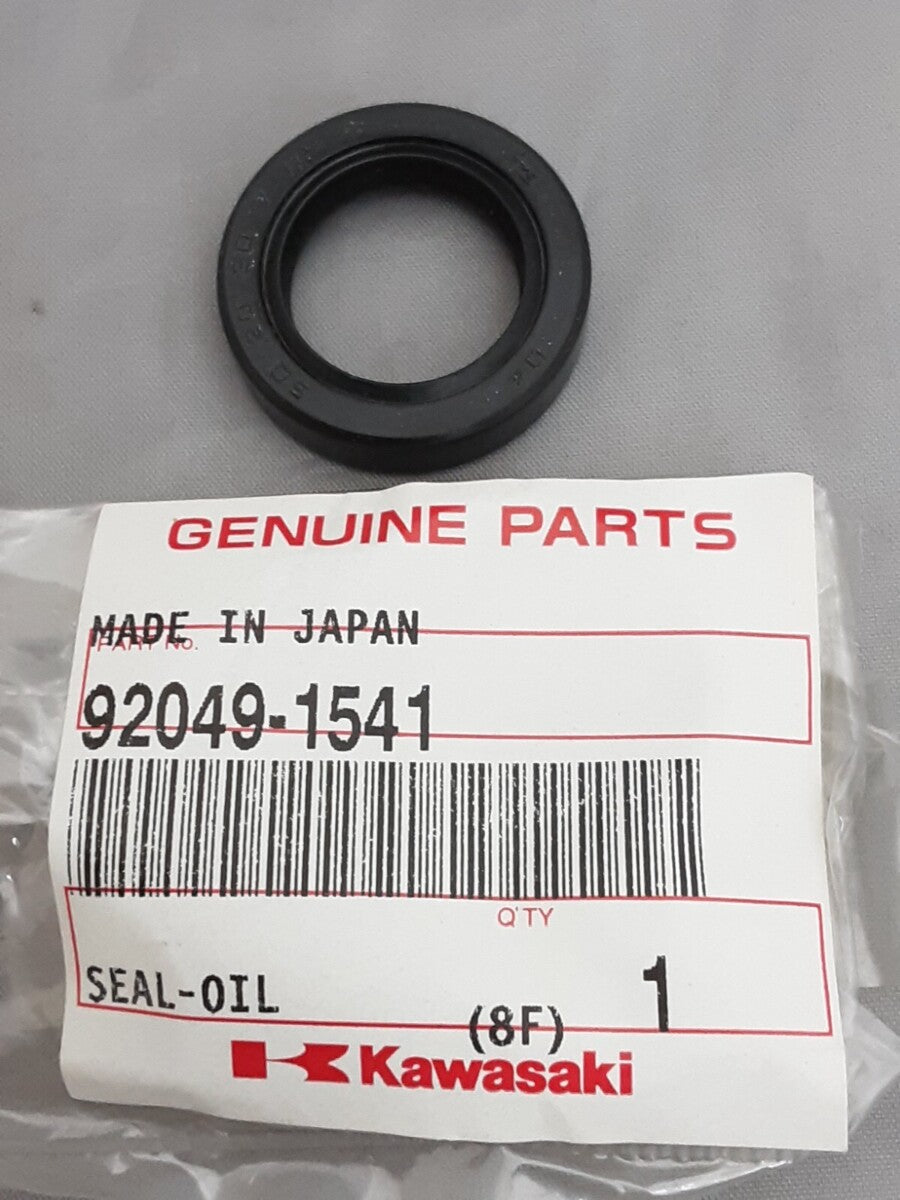 GENUINE PARTS
MADE IN JAPAN
PART No.
92049-1541
Q'TY
SEAL-OIL
(8F)
1
Kawasaki